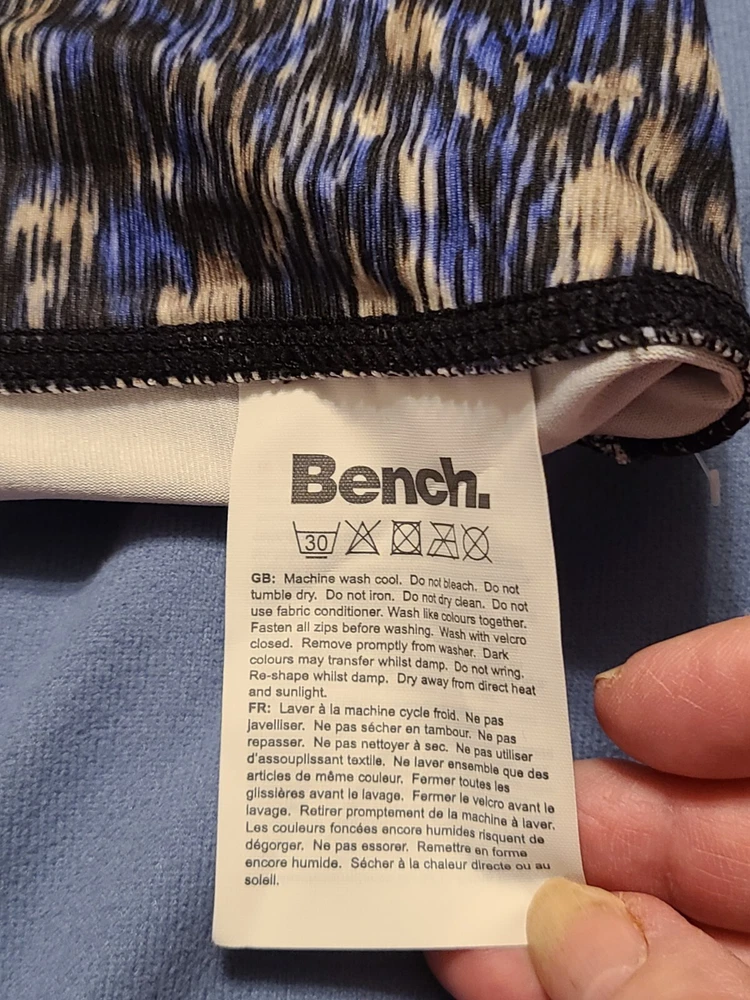 Bench.
30
GB: Machine wash cool. Do not bleach. Do not
tumble dry. Do not iron. Do not dry clean. Do not
use fabric conditioner. Wash like colours together.
Fasten all zips before washing. Wash with velcro
closed. Remove promptly from washer. Dark
colours may transfer whilst damp. Do not wring.
Re-shape whilst damp. Dry away from direct heat
and sunlight.
FR: Laver à la machine cycle froid. Ne pas
javelliser. Ne pas sécher en tambour. Ne pas
repasser. Ne pas nettoyer à sec. Ne pas utiliser
d'assouplissant textile. Ne laver ensemble que des
articles de même couleur. Fermer toutes les
glissières avant le lavage. Fermer le velcro avant le
lavage. Retirer promptement de la machine à laver.
Les couleurs foncées encore humides risquent de
dégorger. Ne pas essorer. Remettre en forme
encore humide. Sécher à la chaleur directe ou au
soleil.